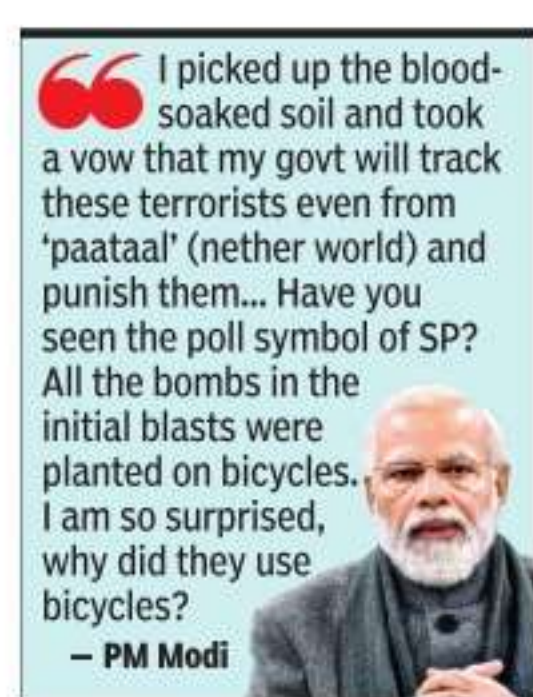 I picked up the blood-
soaked soil and took
a vow that my govt will track
these terrorists even from
‘paataal’ (nether world) and
punish them... Have you
seen the poll symbol of SP?
All the bombs in the
initial blasts were
planted on bicycles.
I am so surprised,
why did they use
bicycles?
– PM Modi